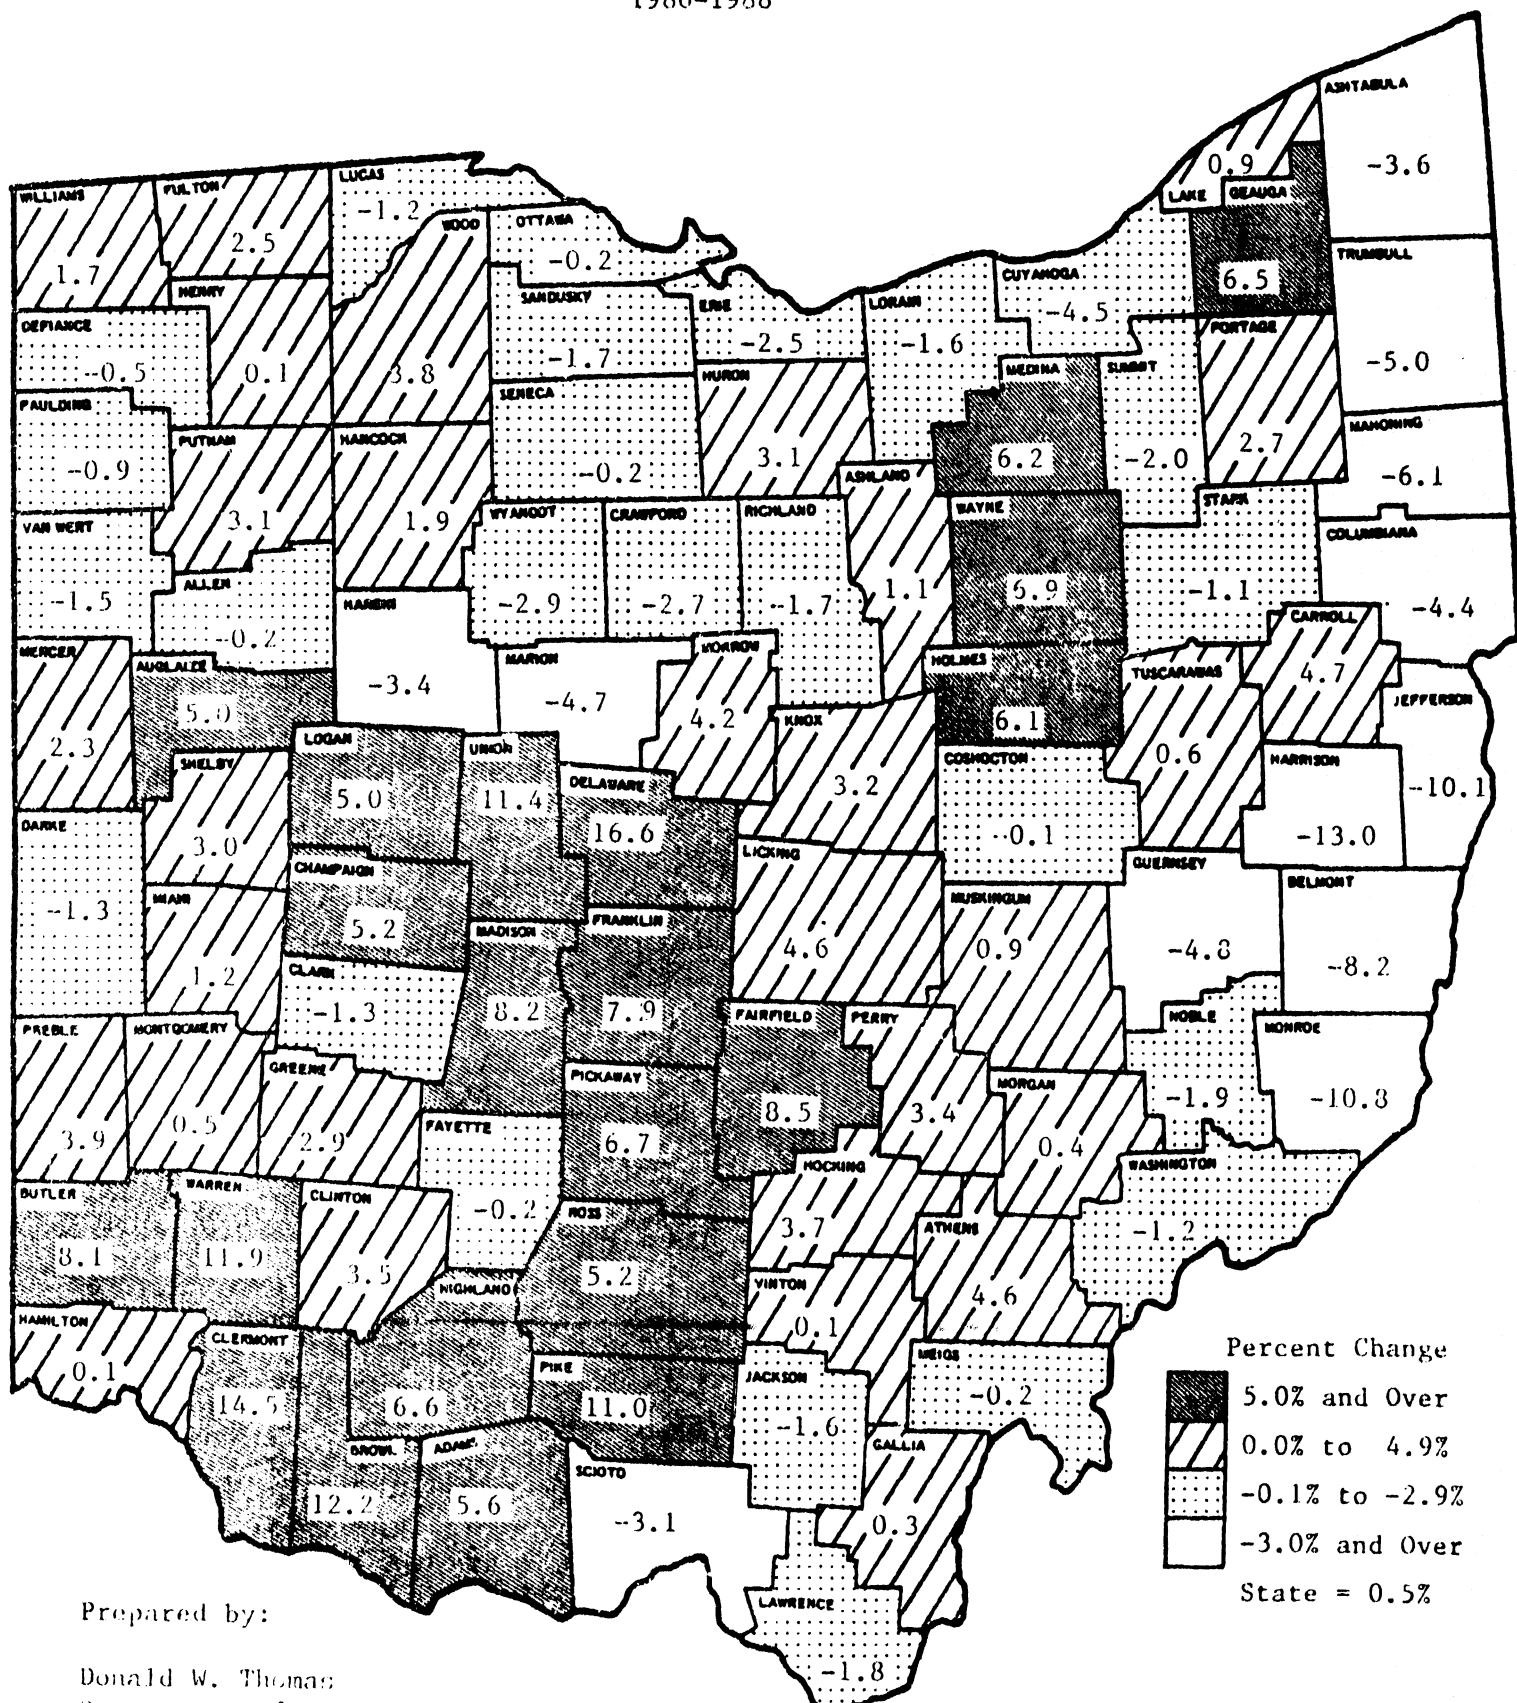 ASHTABULA
-3.6
0.9
LAKE
GEAUGA
6.5
WILLIAMS
1.7
FULTON
2.5
LUCAS
-1.2
WOOD
3.8
OTTAWA
-0.2
SANDUSKY
-1.7
ERIE
-2.5
LORAIN
-1.6
CUYAHOGA
-4.5
TRUMBULL
-5.0
DEFIANCE
-0.5
HENRY
0.1
SENECA
-0.2
HURON
3.1
MEDINA
6.2
SUMMIT
-2.0
PORTAGE
2.7
MAHONING
-6.1
PAULDING
-0.9
PUTNAM
3.1
HANCOCK
1.9
WYANDOT
-2.9
CRAWFORD
-2.7
RICHLAND
-1.7
ASHLAND
1.1
WAYNE
6.9
STARK
-1.1
COLUMBIANA
-4.4
VAN WERT
-1.5
ALLEN
-0.2
HARDIN
-3.4
MARION
-4.7
MORROW
4.2
HOLMES
6.1
TUSCARAWAS
0.6
CARROLL
4.7
JEFFERSON
-10.1
MERCER
2.3
AUGLAIZE
5.0
SHELBY
3.0
LOGAN
5.0
UNION
11.4
DELAWARE
16.6
KNOX
3.2
COSHOCTON
-0.1
HARRISON
-13.0
DARKE
-1.3
MIAMI
1.2
CHAMPAIGN
5.2
CLARK
-1.3
MADISON
8.2
FRANKLIN
7.9
LICKING
4.6
MUSKINGUM
0.9
GUERNSEY
-4.8
BELMONT
-8.2
PREBLE
3.9
MONTGOMERY
0.5
GREENE
2.9
FAYETTE
-0.2
PICKAWAY
6.7
FAIRFIELD
8.5
PERRY
3.4
MORGAN
0.4
NOBLE
-1.9
MONROE
-10.8
BUTLER
8.1
WARREN
11.9
CLINTON
3.5
HIGHLAND
6.6
ROSS
5.2
HOCKING
3.7
ATHENS
4.6
WASHINGTON
-1.2
HAMILTON
0.1
CLERMONT
14.5
BROWN
12.2
ADAMS
5.6
PIKE
11.0
VINTON
0.1
JACKSON
-1.6
MEIGS
-0.2
SCIOTO
-3.1
GALLIA
0.3
LAWRENCE
-1.8
Percent Change
5.0% and Over
0.0% to 4.9%
-0.1% to -2.9%
-3.0% and Over
State = 0.5%
Prepared by:
Donald W. Thomas